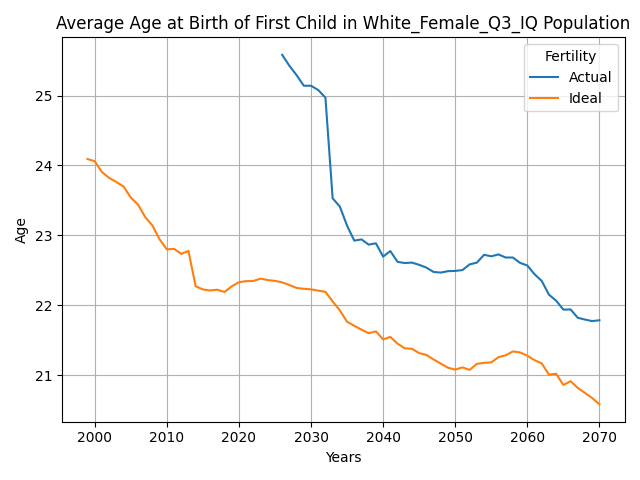 Average Age at Birth of First Child in White_Female_Q3_IQ Population
Fertility
Actual
Ideal
25
24
23
22
21
Age
2000 2010 2020 2030 2040 2050 2060 2070
Years